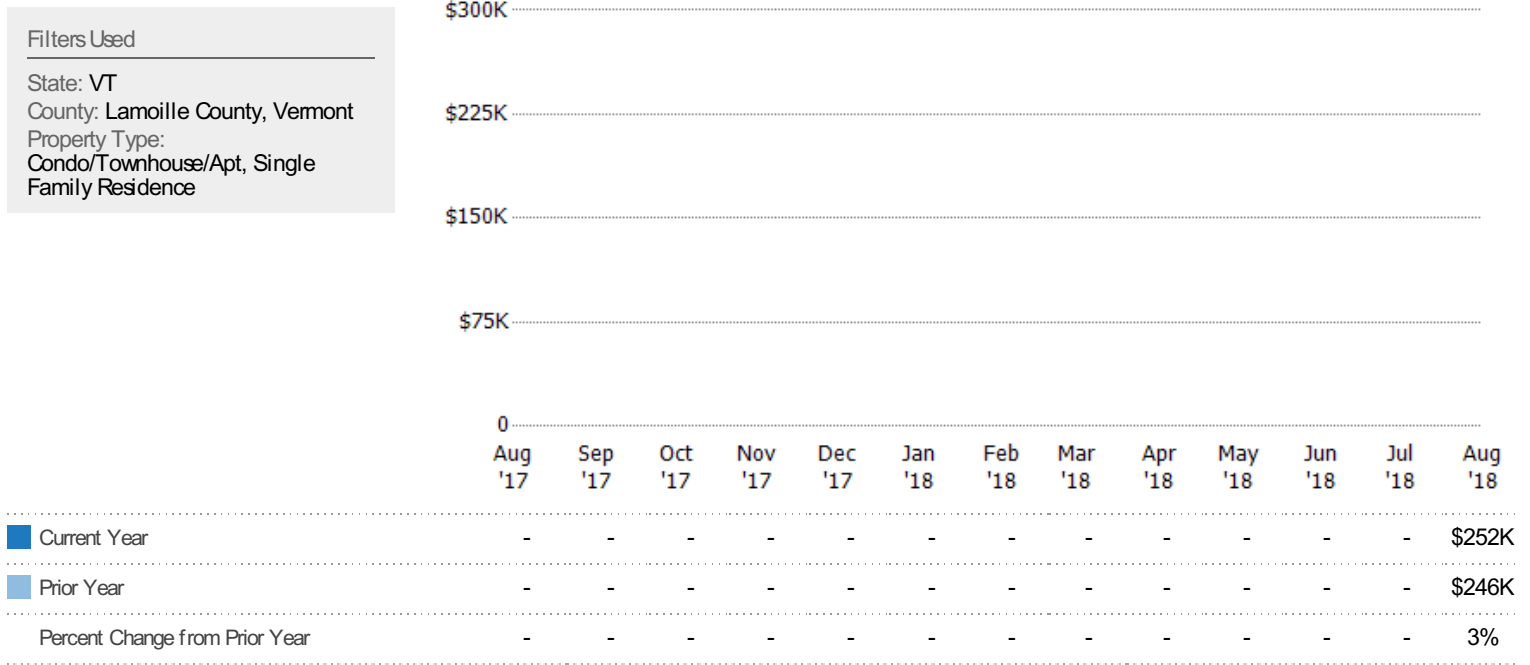 Filters Used
State: VT
County: Lamoille County, Vermont
Property Type:
Condo/Townhouse/Apt, Single
Family Residence
$300K
$225K
$150K
$75K
0
Aug Sep Oct Nov Dec Jan Feb Mar Apr May Jun Jul Aug
'17 '17 '17 '17 '17 '18 '18 '18 '18 '18 '18 '18 '18
Current Year - - - - - - - - - - - - $252K
Prior Year - - - - - - - - - - - - $246K
Percent Change from Prior Year - - - - - - - - - - - - 3%